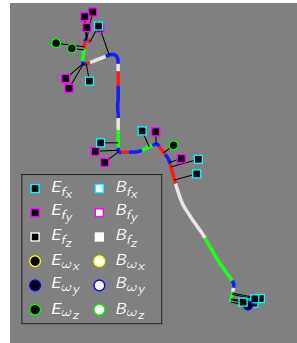 E_{f_x} B_{f_x}
E_{f_y} B_{f_y}
E_{f_z} B_{f_z}
E_{ω_x} B_{ω_x}
E_{ω_y} B_{ω_y}
E_{ω_z} B_{ω_z}